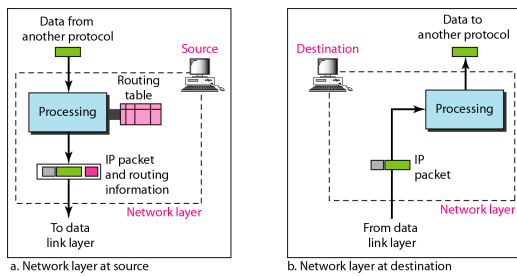 Data from
another protocol
Source
Routing
table
Processing
IP packet
and routing
information
Network layer
To data
link layer
a. Network layer at source
Data to
another protocol
Destination
Processing
IP
packet
Network layer
From data
link layer
b. Network layer at destination